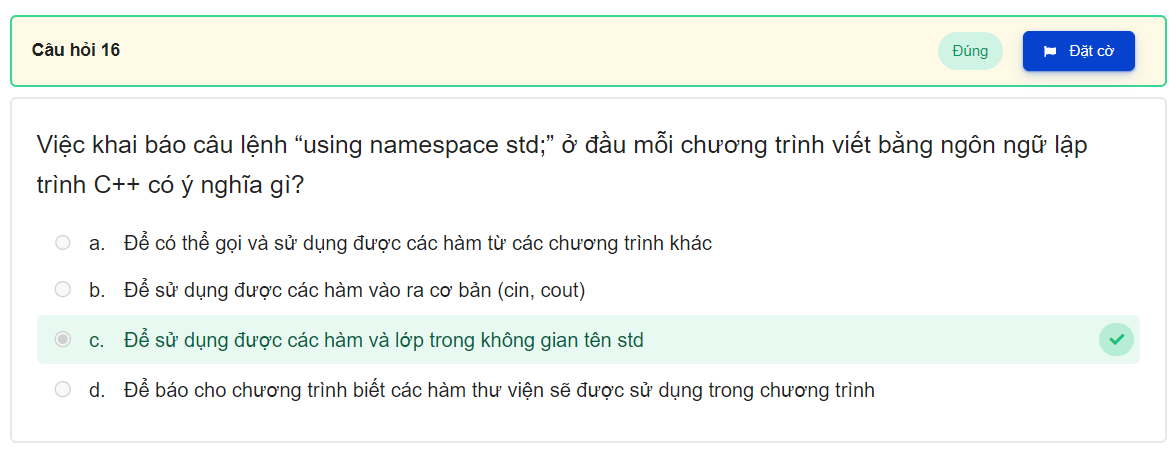 Câu hỏi 16
Đúng
Đặt cờ
Việc khai báo câu lệnh “using namespace std;” ở đầu mỗi chương trình viết bằng ngôn ngữ lập
trình C++ có ý nghĩa gì?
a. Để có thể gọi và sử dụng được các hàm từ các chương trình khác
b. Để sử dụng được các hàm vào ra cơ bản (cin, cout)
c. Để sử dụng được các hàm và lớp trong không gian tên std
d. Để báo cho chương trình biết các hàm thư viện sẽ được sử dụng trong chương trình